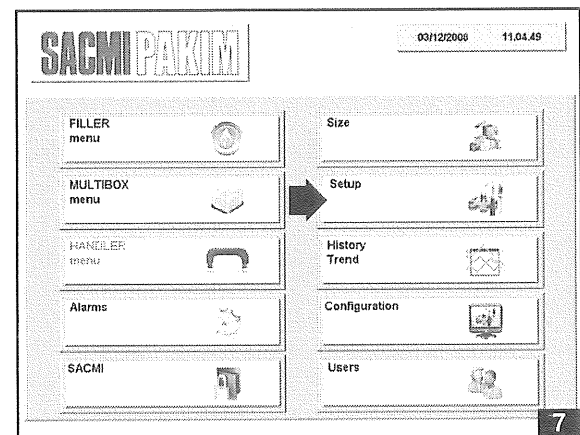 SACMI PAKIM
03/12/2008 11.04.49
FILLER
menu
MULTIBOX
menu
HANDLER
menu
Alarms
SACMI
Size
Setup
History
Trend
Configuration
Users
7